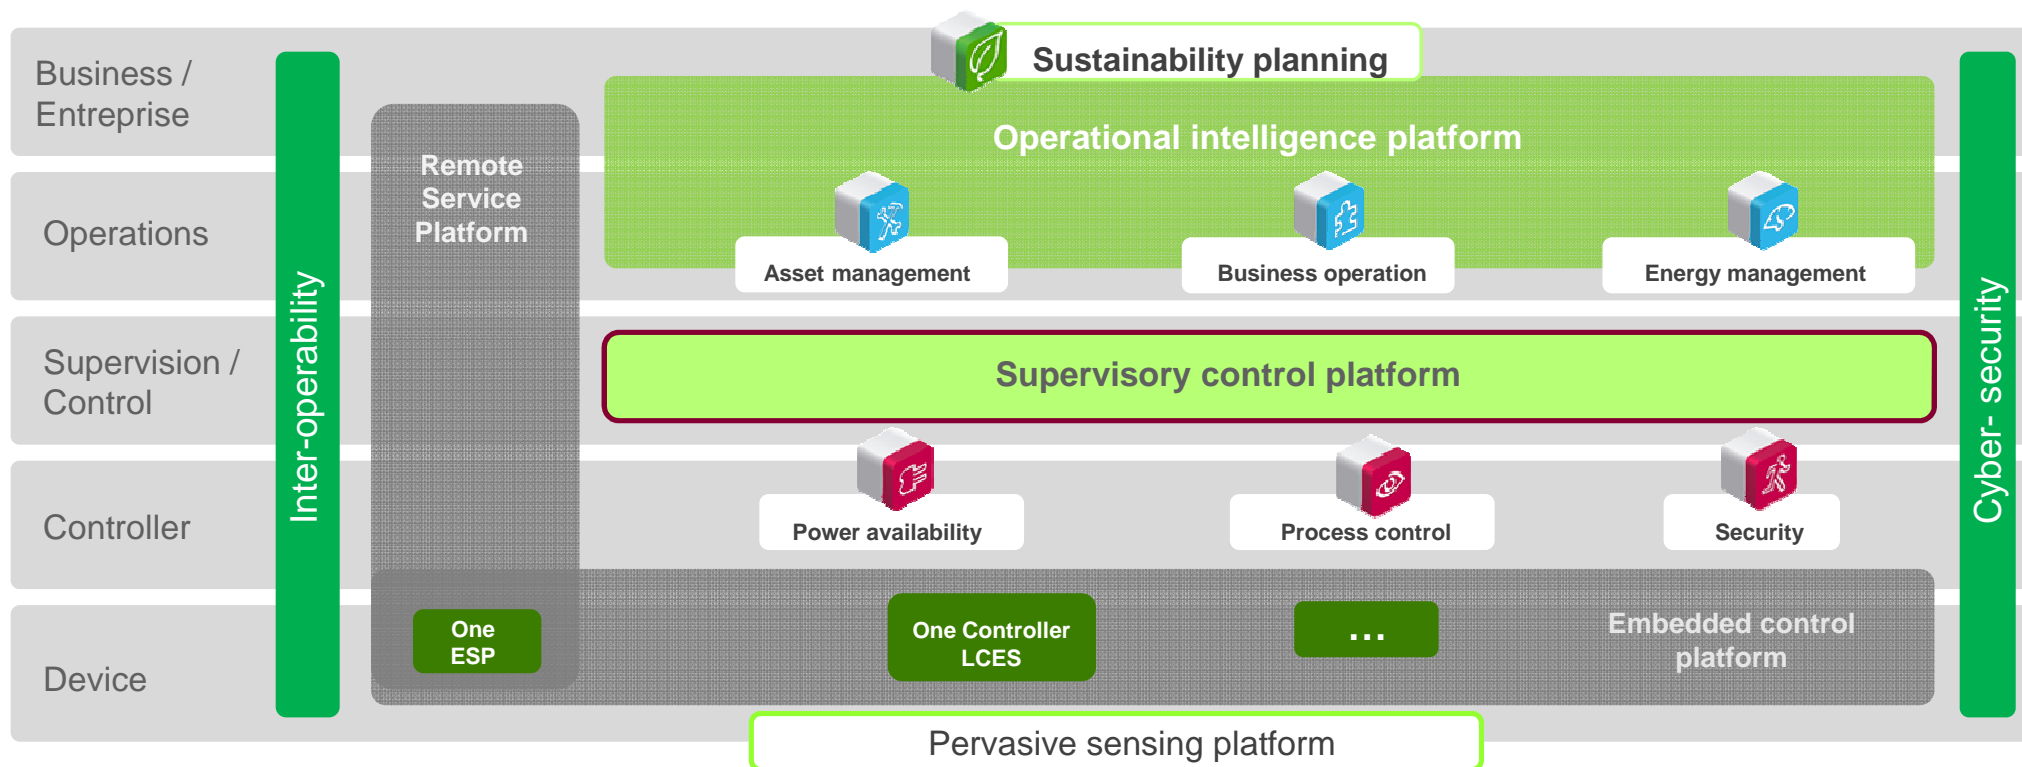 Sustainability planning
Business /
Entreprise
Operational intelligence platform
Remote
Service
Platform
Operations
Asset management
Business operation
Energy management
Inter-operability
Cyber- security
Supervision /
Control
Supervisory control platform
Controller
Power availability
Process control
Security
Device
One
ESP
One Controller
LCES
...
Embedded control
platform
Pervasive sensing platform